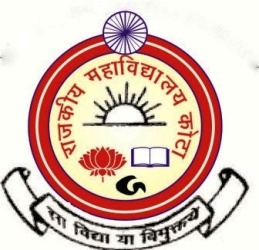 राजकीय महाविद्यालय कोटा
सा विद्या या विमुक्तये